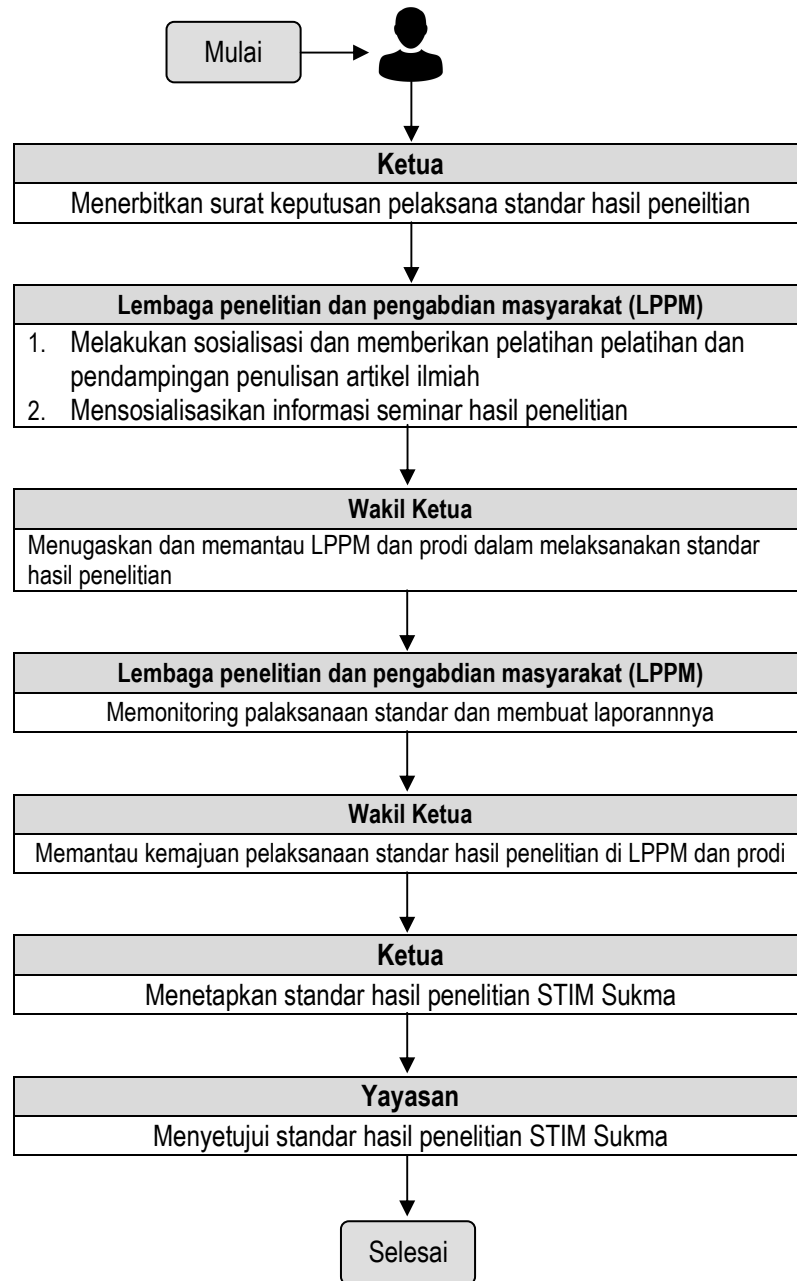 Mulai
Ketua
Menerbitkan surat keputusan pelaksana standar hasil peneiltian
Lembaga penelitian dan pengabdian masyarakat (LPPM)
1. Melakukan sosialisasi dan memberikan pelatihan pelatihan dan
pendampingan penulisan artikel ilmiah
2. Mensosialisasikan informasi seminar hasil penelitian
Wakil Ketua
Menugaskan dan memantau LPPM dan prodi dalam melaksanakan standar
hasil penelitian
Lembaga penelitian dan pengabdian masyarakat (LPPM)
Memonitoring palaksanaan standar dan membuat laporannnya
Wakil Ketua
Memantau kemajuan pelaksanaan standar hasil penelitian di LPPM dan prodi
Ketua
Menetapkan standar hasil penelitian STIM Sukma
Yayasan
Menyetujui standar hasil penelitian STIM Sukma
Selesai